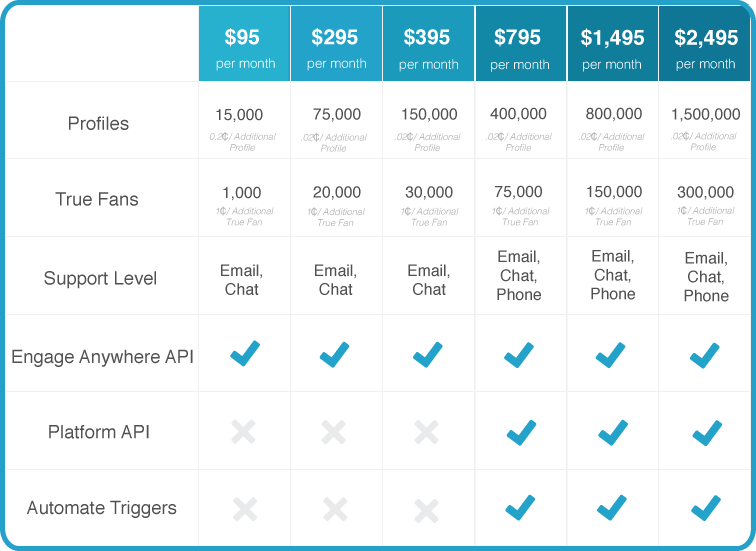 $95 $295 $395 $795 $1,495 $2,495
per month per month per month per month per month per month
Profiles
15,000 75,000 150,000 400,000 800,000 1,500,000
0.2¢/ Additional .02¢/ Additional .02¢/ Additional .02¢/ Additional .02¢/ Additional .02¢/ Additional
Profile Profile Profile Profile Profile Profile
True Fans
1,000 20,000 30,000 75,000 150,000 300,000
1¢/ Additional 1¢/ Additional 1¢/ Additional 1¢/ Additional 1¢/ Additional 1¢/ Additional
True Fan True Fan True Fan True Fan True Fan True Fan
Support Level
Email, Email, Email, Email, Email, Email,
Chat Chat Chat Chat, Chat, Chat,
Phone Phone Phone
Engage Anywhere API
Platform API
Automate Triggers